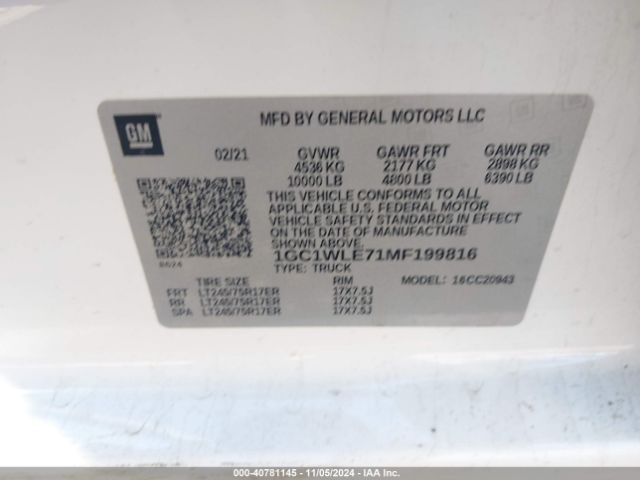 GM
MFD BY GENERAL MOTORS LLC
02/21 GVWR GAWR FRT GAWR RR
4536 KG 2177 KG 2898 KG
10000 LB 4800 LB 6390 LB
THIS VEHICLE CONFORMS TO ALL
APPLICABLE U.S. FEDERAL MOTOR
VEHICLE SAFETY STANDARDS IN EFFECT
ON THE DATE OF MANUFACTURE
SHOWN ABOVE.
1GC1WLE71MF199816
TYPE: TRUCK MODEL: 16CC20943
TIRE SIZE RIM
FRT LT245/75R17ER 17X7.5J
RR LT245/75R17ER 17X7.5J
SPA LT245/75R17ER 17X7.5J
000-40781145 - 11/05/2024 - IAA Inc.